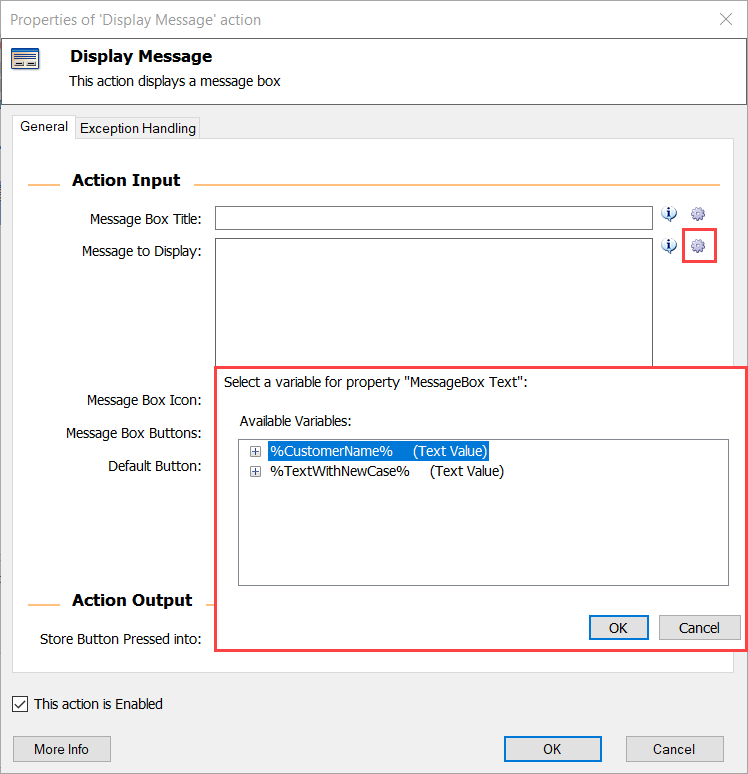 Properties of 'Display Message' action
Display Message
This action displays a message box
General
Exception Handling
Action Input
Message Box Title:
Message to Display:
Message Box Icon:
Message Box Buttons:
Default Button:
Select a variable for property "MessageBox Text":
Available Variables:
%CustomerName% (Text Value)
%TextWithNewCase% (Text Value)
OK
Cancel
Action Output
Store Button Pressed into:
This action is Enabled
More Info
OK
Cancel